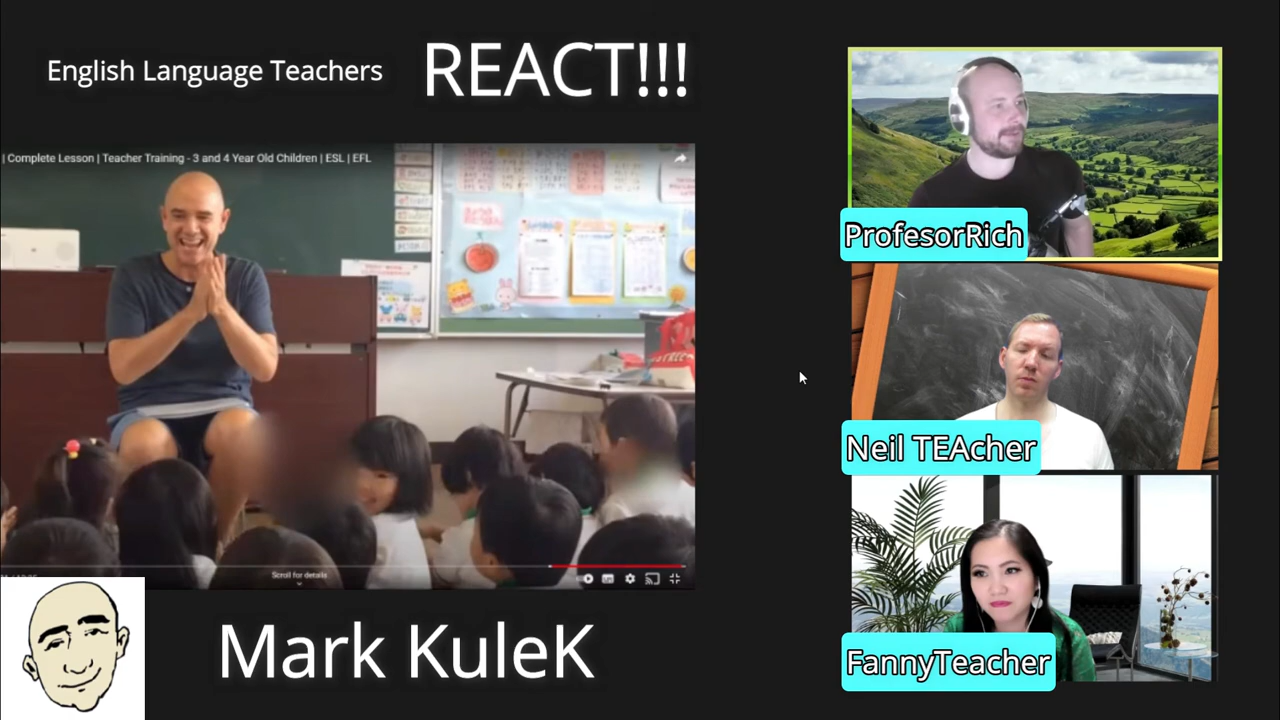 English Language Teachers
REACT!!!
| Complete Lesson | Teacher Training - 3 and 4 Year Old Children | ESL | EFL
Scroll for details
Mark KuleK
ProfesorRich
Neil TEAcher
FannyTeacher